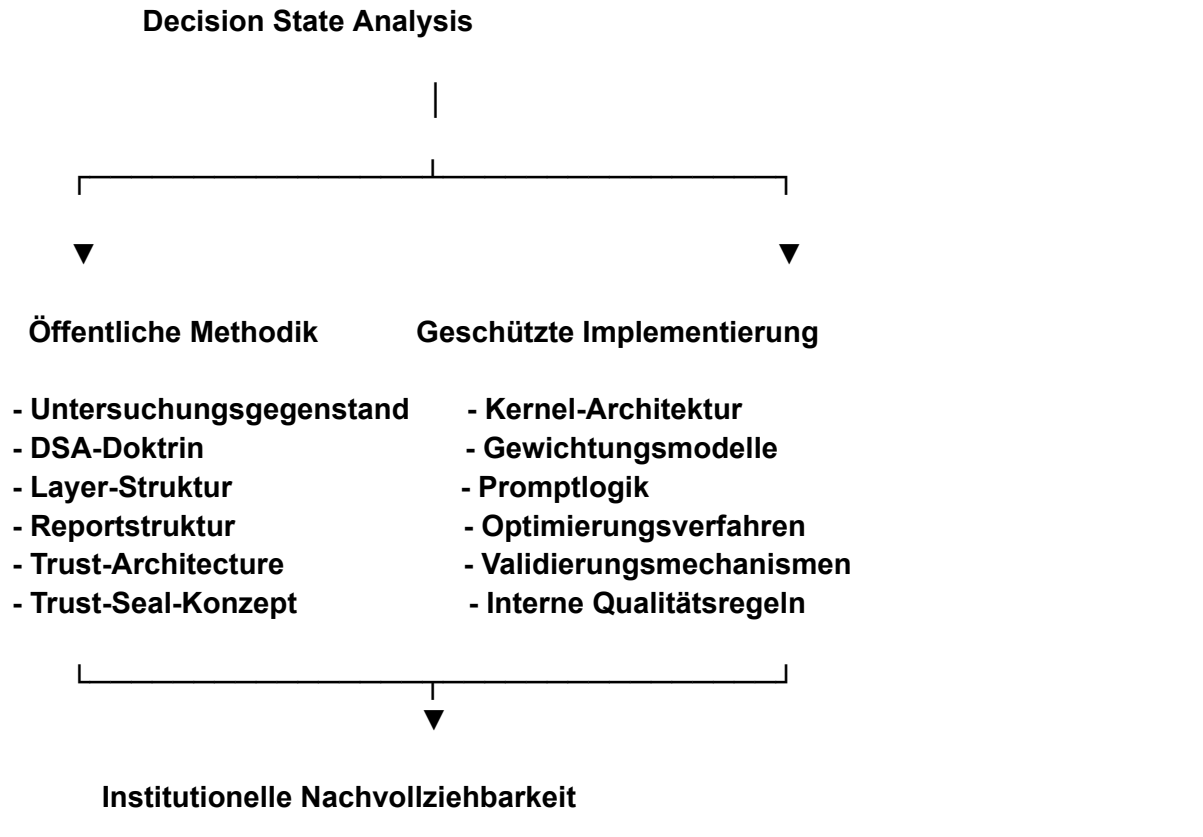 Decision State Analysis
Öffentliche Methodik Geschützte Implementierung
- Untersuchungsgegenstand - Kernel-Architektur
- DSA-Doktrin - Gewichtungsmodelle
- Layer-Struktur - Promptlogik
- Reportstruktur - Optimierungsverfahren
- Trust-Architecture - Validierungsmechanismen
- Trust-Seal-Konzept - Interne Qualitätsregeln
Institutionelle Nachvollziehbarkeit